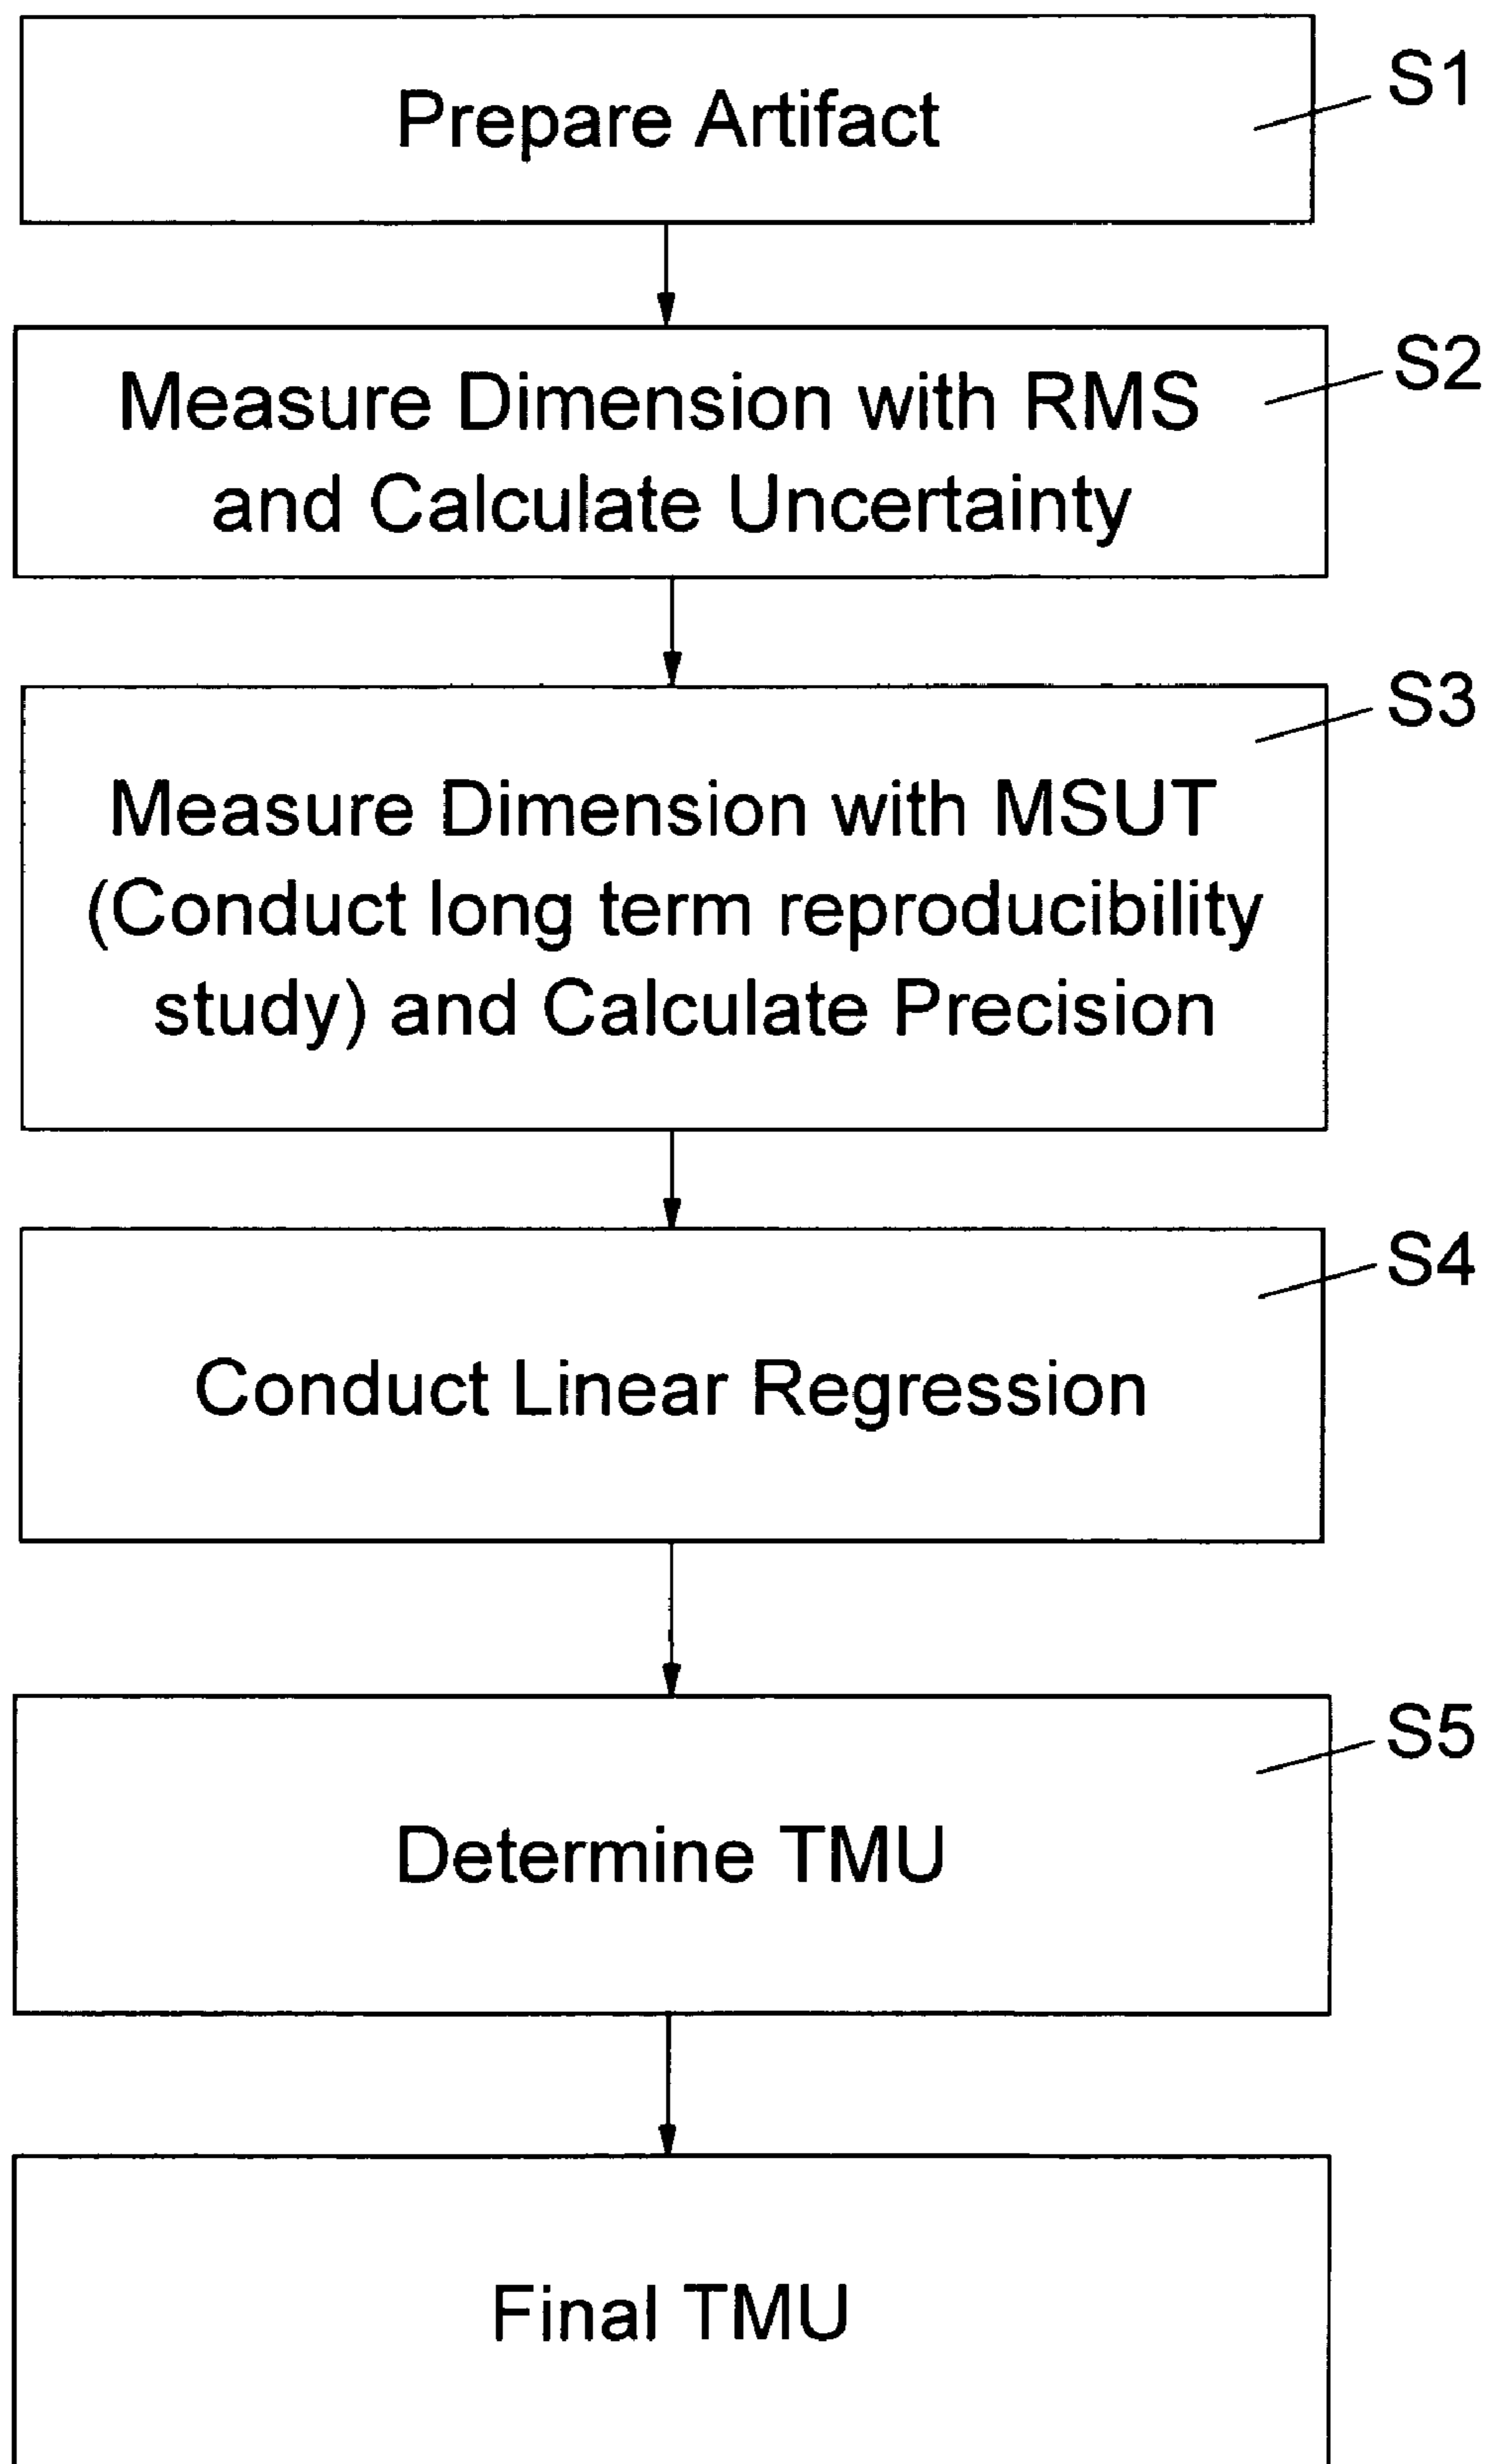 Prepare Artifact
S1
Measure Dimension with RMS
and Calculate Uncertainty
S2
Measure Dimension with MSUT
(Conduct long term reproducibility
study) and Calculate Precision
S3
Conduct Linear Regression
S4
Determine TMU
S5
Final TMU